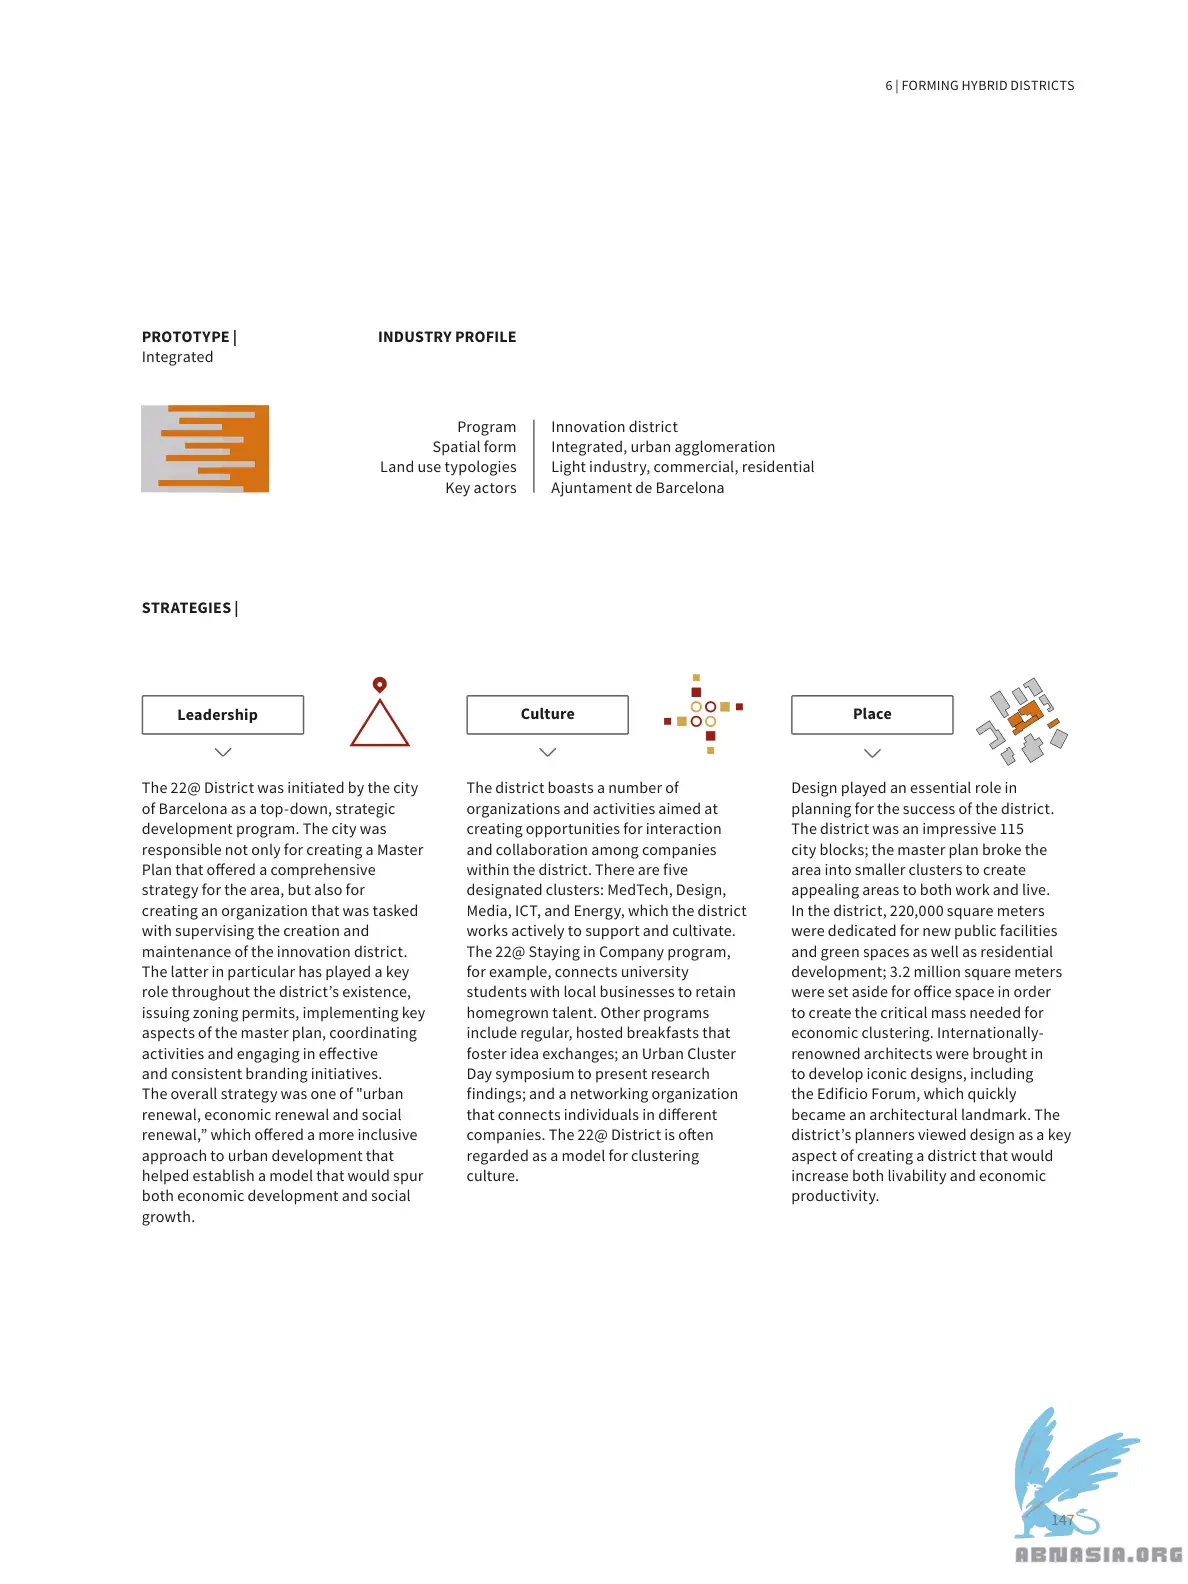 6 | FORMING HYBRID DISTRICTS
PROTOTYPE |
Integrated
INDUSTRY PROFILE
Program
Spatial form
Land use typologies
Key actors
Innovation district
Integrated, urban agglomeration
Light industry, commercial, residential
Ajuntament de Barcelona
STRATEGIES |
Leadership
The 22@ District was initiated by the city
of Barcelona as a top-down, strategic
development program. The city was
responsible not only for creating a Master
Plan that offered a comprehensive
strategy for the area, but also for
creating an organization that was tasked
with supervising the creation and
maintenance of the innovation district.
The latter in particular has played a key
role throughout the district’s existence,
issuing zoning permits, implementing key
aspects of the master plan, coordinating
activities and engaging in effective
and consistent branding initiatives.
The overall strategy was one of "urban
renewal, economic renewal and social
renewal,” which offered a more inclusive
approach to urban development that
helped establish a model that would spur
both economic development and social
growth.
Culture
The district boasts a number of
organizations and activities aimed at
creating opportunities for interaction
and collaboration among companies
within the district. There are five
designated clusters: MedTech, Design,
Media, ICT, and Energy, which the district
works actively to support and cultivate.
The 22@ Staying in Company program,
for example, connects university
students with local businesses to retain
homegrown talent. Other programs
include regular, hosted breakfasts that
foster idea exchanges; an Urban Cluster
Day symposium to present research
findings; and a networking organization
that connects individuals in different
companies. The 22@ District is often
regarded as a model for clustering
culture.
Place
Design played an essential role in
planning for the success of the district.
The district was an impressive 115
city blocks; the master plan broke the
area into smaller clusters to create
appealing areas to both work and live.
In the district, 220,000 square meters
were dedicated for new public facilities
and green spaces as well as residential
development; 3.2 million square meters
were set aside for office space in order
to create the critical mass needed for
economic clustering. Internationally-
renowned architects were brought in
to develop iconic designs, including
the Edificio Forum, which quickly
became an architectural landmark. The
district’s planners viewed design as a key
aspect of creating a district that would
increase both livability and economic
productivity.
147
ABNASIA.ORG